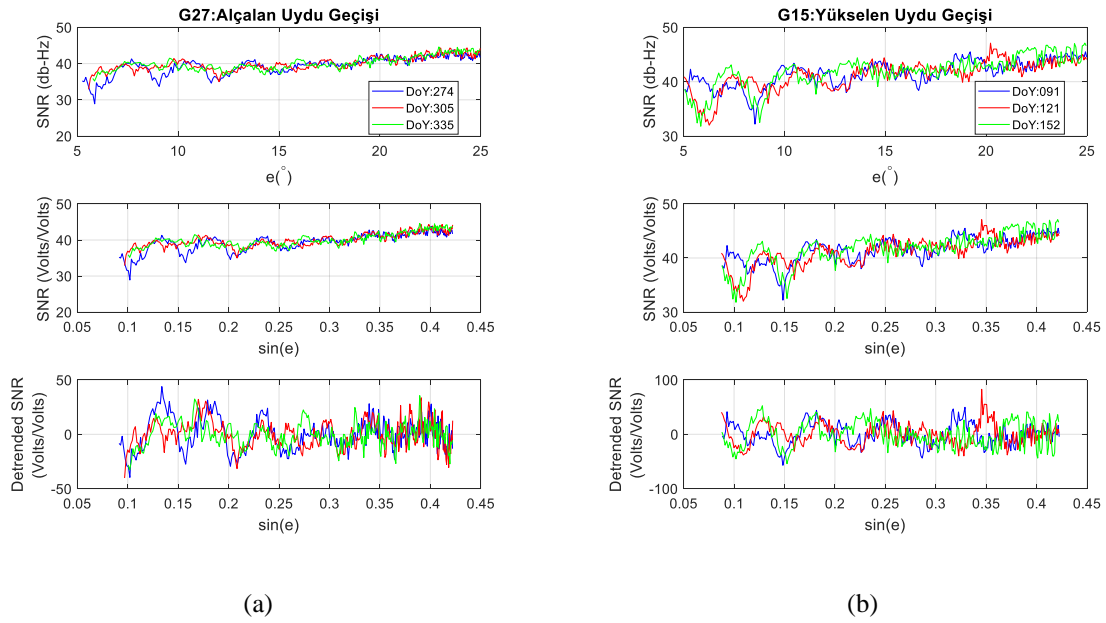 G27:Alçalan Uydu Geçişi
SNR (db-Hz)
50
40
30
20
DoY:274
DoY:305
DoY:335
5
10
15
20
25
e(°)
SNR (Volts/Volts)
50
40
30
20
0.05
0.1
0.15
0.2
0.25
0.3
0.35
0.4
0.45
sin(e)
Detrended SNR
(Volts/Volts)
50
0
-50
0.05
0.1
0.15
0.2
0.25
0.3
0.35
0.4
0.45
sin(e)
(a)
G15:Yükselen Uydu Geçişi
SNR (db-Hz)
50
40
30
DoY:091
DoY:121
DoY:152
5
10
15
20
25
e(°)
SNR (Volts/Volts)
50
40
30
0.05
0.1
0.15
0.2
0.25
0.3
0.35
0.4
0.45
sin(e)
Detrended SNR
(Volts/Volts)
100
0
-100
0.05
0.1
0.15
0.2
0.25
0.3
0.35
0.4
0.45
sin(e)
(b)